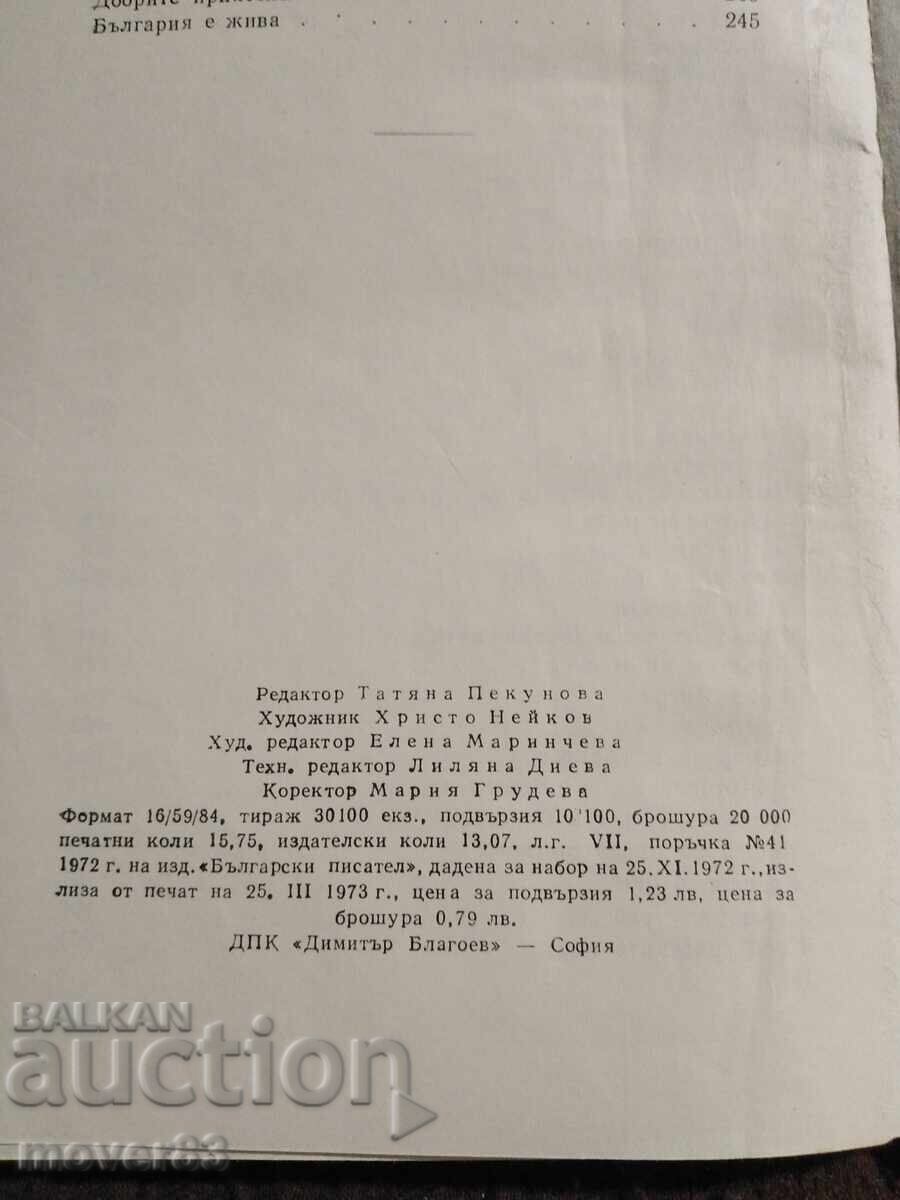 Добрите
България е жива . . . . . . . . . . . 245
Редактор Татяна Пекунова
Художник Христо Нейков
Худ. редактор Елена Маринчева
Техн. редактор Лиляна Диева
Коректор Мария Грудева
Формат 16/59/84, тираж 30100 екз., подвързия 10 100, брошура 20 000
печатни коли 15,75, издателски коли 13,07, л.г. VII, поръчка №41
1972 г. на изд. «Български писател», дадена за набор на 25.XI.1972 г., из-
лиза от печат на 25. III 1973 г., цена за подвързия 1,23 лв, цена за
брошура 0,79 лв.
ДПК «Димитър Благоев» — София
BALKAN
auction
mover83